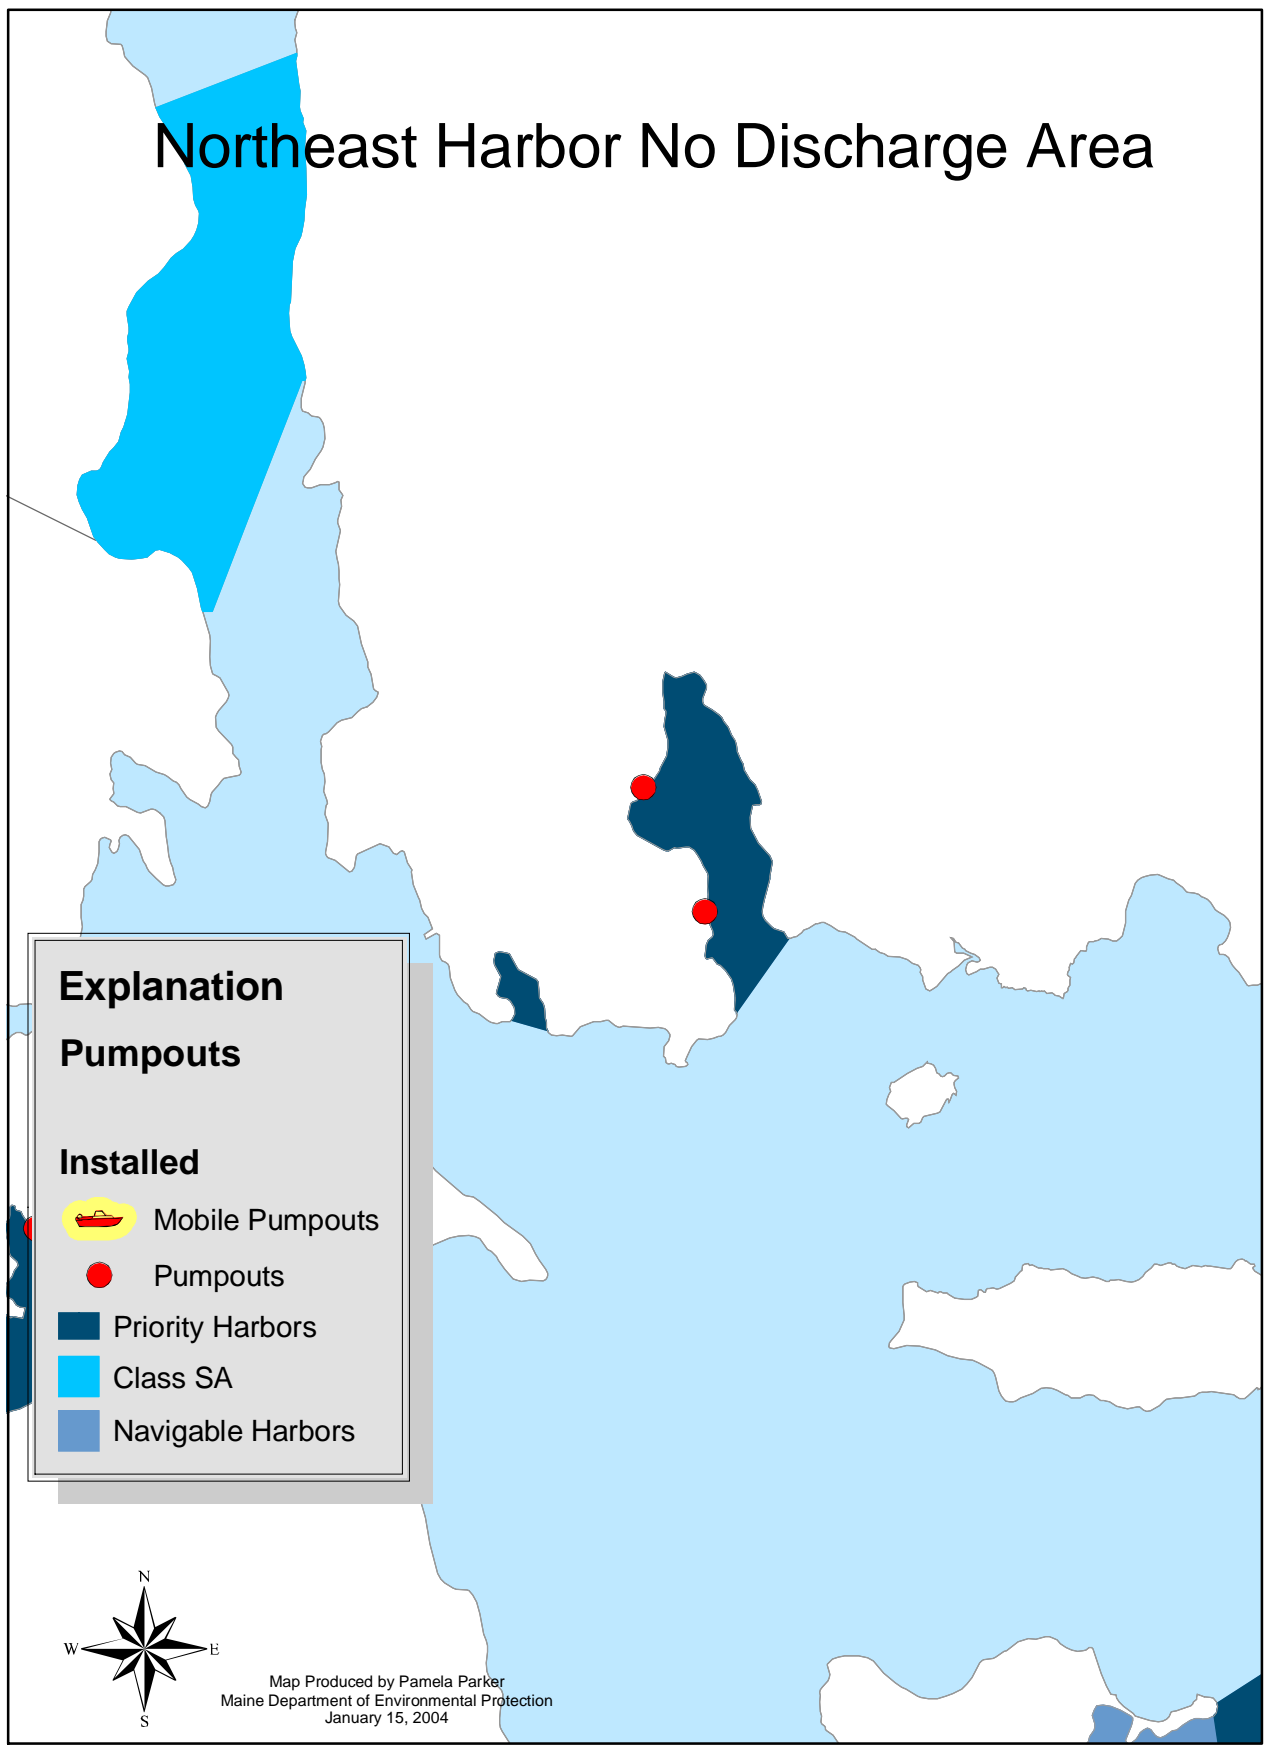 Northeast Harbor No Discharge Area
Explanation
Pumpouts
Installed
Mobile Pumpouts
Pumpouts
Priority Harbors
Class SA
Navigable Harbors
N
W E
S
Map Produced by Pamela Parker
Maine Department of Environmental Protection
January 15, 2004